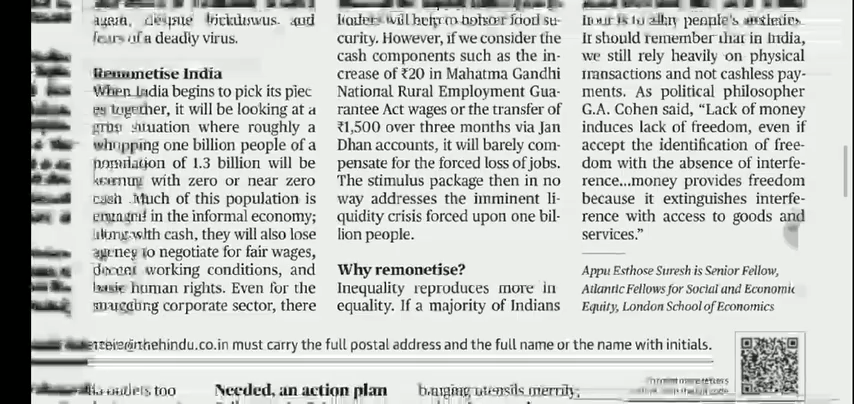 again, despite lockdowns and
fears of a deadly virus.
Remonetise India
When India begins to pick its piec
es together, it will be looking at a
situation where roughly a
whopping one billion people of a
population of 1.3 billion will be
with zero or near zero
cash. Much of this population is
engaged in the informal economy;
along with cash, they will also lose
agency to negotiate for fair wages,
decent working conditions, and
basic human rights. Even for the
struggling corporate sector, there
will help to bolster food se-
curity. However, if we consider the
cash components such as the in-
crease of ₹20 in Mahatma Gandhi
National Rural Employment Gua-
rantee Act wages or the transfer of
₹1,500 over three months via Jan
Dhan accounts, it will barely com-
pensate for the forced loss of jobs.
The stimulus package then in no
way addresses the imminent li-
quidity crisis forced upon one bil-
lion people.
Why remonetise?
Inequality reproduces more in
equality. If a majority of Indians
hour is to allay people's anxieties.
It should remember that in India,
we still rely heavily on physical
transactions and not cashless pay-
ments. As political philosopher
G.A. Cohen said, “Lack of money
induces lack of freedom, even if
accept the identification of free-
dom with the absence of interfe-
rence...money provides freedom
because it extinguishes interfe-
rence with access to goods and
services.”
Appu Esthose Suresh is Senior Fellow,
Atlantic Fellows for Social and Economic
Equity, London School of Economics
must carry the full postal address and the full name or the name with initials.
outlets too
Needed, an action plan
banging utensils merrily,